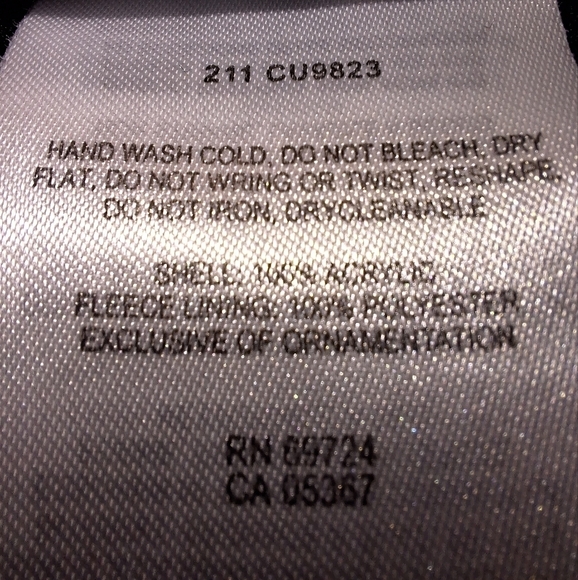 211 CU9823
HAND WASH COLD, DO NOT BLEACH, DRY
FLAT, DO NOT WRING OR TWIST, RESHAPE,
DO NOT IRON, DRYCLEANABLE
SHELL: 100% ACRYLIC
FLEECE LINING: 100% POLYESTER
EXCLUSIVE OF ORNAMENTATION
RN 69724
CA 05367